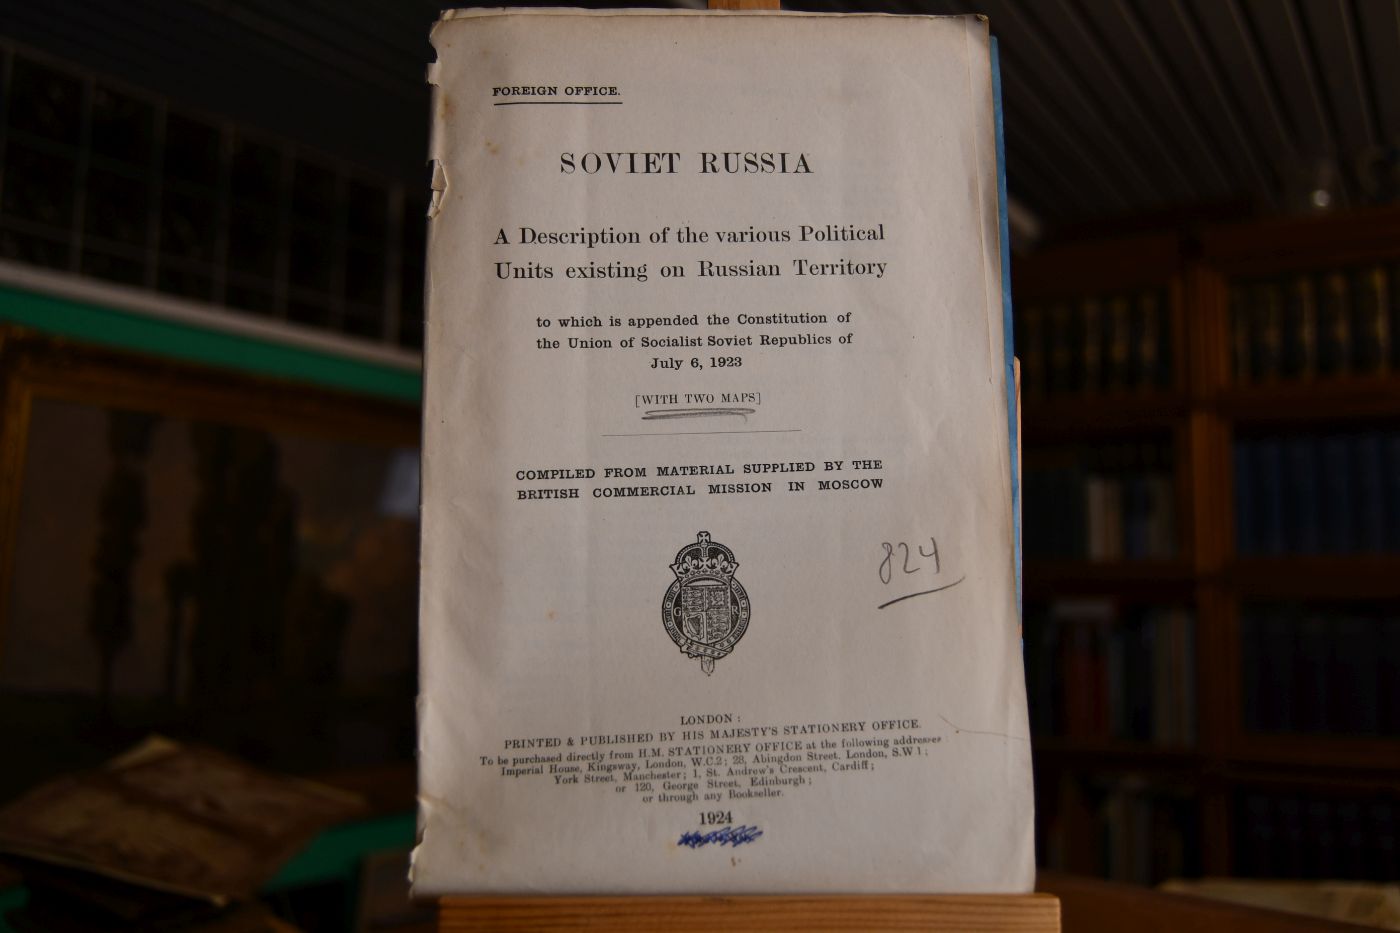 FOREIGN OFFICE.
SOVIET RUSSIA
A Description of the various Political
Units existing on Russian Territory
to which is appended the Constitution of
the Union of Socialist Soviet Republics of
July 6, 1923
[WITH TWO MAPS]
COMPILED FROM MATERIAL SUPPLIED BY THE
BRITISH COMMERCIAL MISSION IN MOSCOW
824
G R
LONDON:
PRINTED & PUBLISHED BY HIS MAJESTY'S STATIONERY OFFICE.
To be purchased directly from H.M. STATIONERY OFFICE at the following addresses
Imperial House, Kingsway, London, W.C.2; 28, Abingdon Street, London, S.W 1;
York Street, Manchester; 1, St. Andrew's Crescent, Cardiff;
or 120, George Street, Edinburgh;
or through any Bookseller.
1924